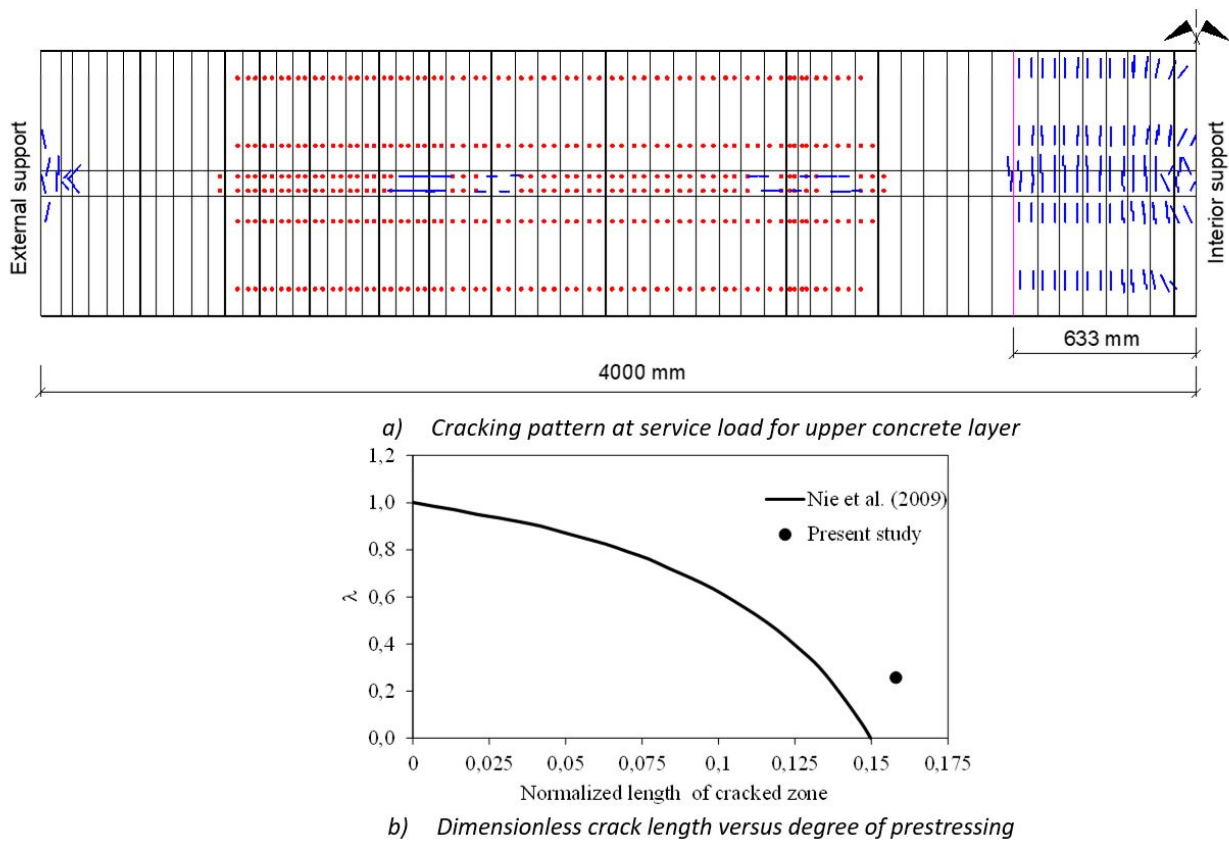 External support
Interior support
633 mm
4000 mm
a) Cracking pattern at service load for upper concrete layer
1,2
1,0
0,8
0,6
0,4
0,2
0,0
λ
Nie et al. (2009)
Present study
0 0,025 0,05 0,075 0,1 0,125 0,15 0,175
Normalized length of cracked zone
b) Dimensionless crack length versus degree of prestressing